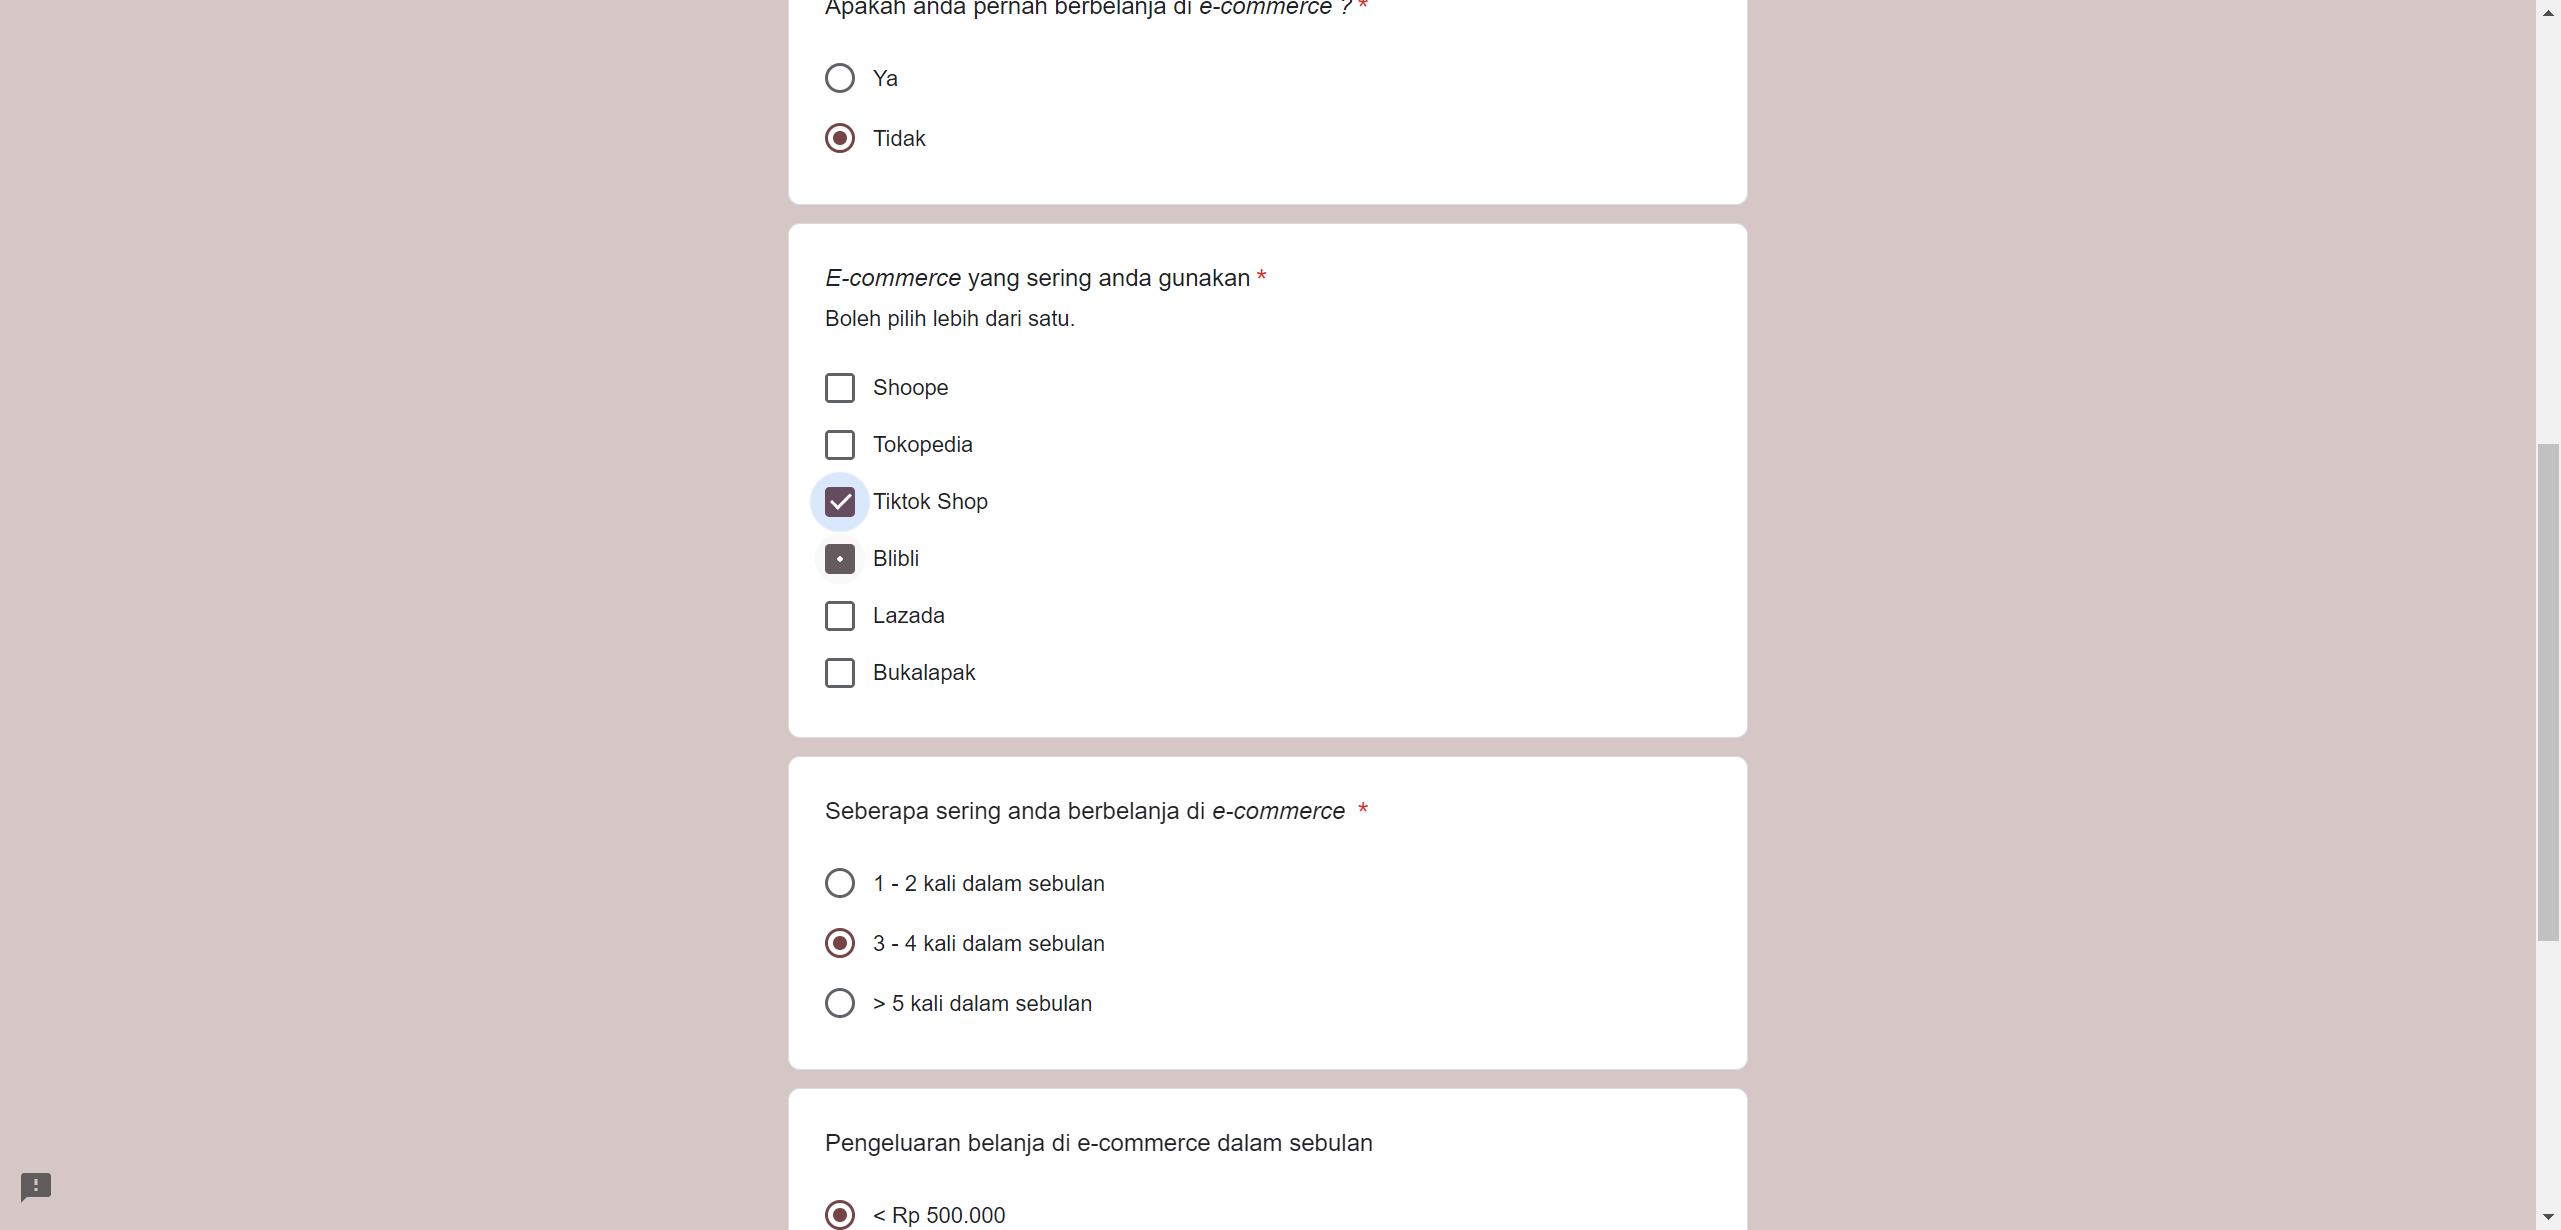 Apakah anda pernah berbelanja di e-commerce ? *
Ya
Tidak
E-commerce yang sering anda gunakan *
Boleh pilih lebih dari satu.
Shoope
Tokopedia
Tiktok Shop
Blibli
Lazada
Bukalapak
Seberapa sering anda berbelanja di e-commerce *
1 - 2 kali dalam sebulan
3 - 4 kali dalam sebulan
> 5 kali dalam sebulan
Pengeluaran belanja di e-commerce dalam sebulan
< Rp 500.000